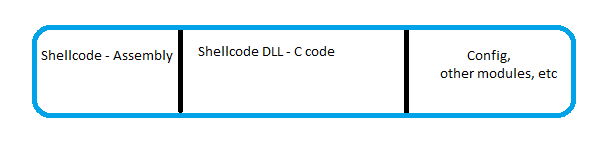 Shellcode - Assembly
Shellcode DLL - C code
Config,
other modules, etc